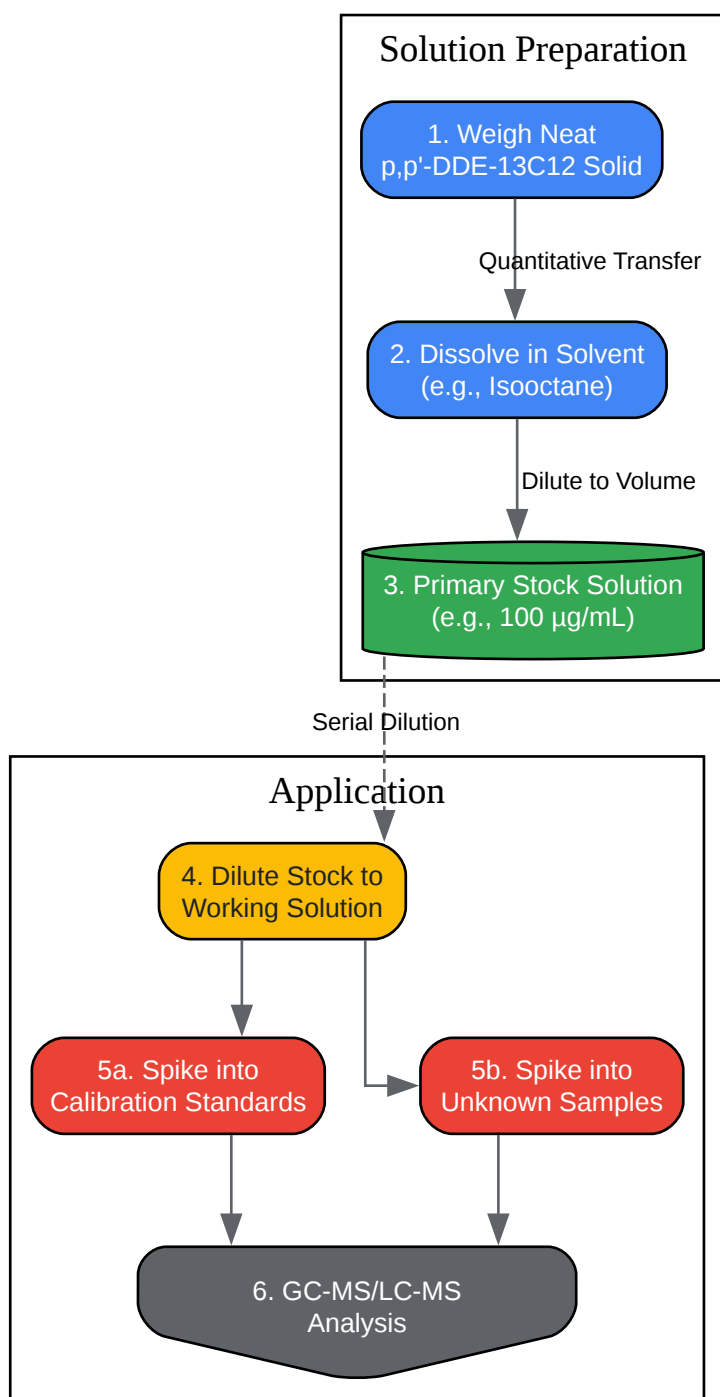 Solution Preparation
1. Weigh Neat
p,p'-DDE-13C12 Solid
Quantitative Transfer
2. Dissolve in Solvent
(e.g., Isooctane)
Dilute to Volume
3. Primary Stock Solution
(e.g., 100 µg/mL)
Serial Dilution
Application
4. Dilute Stock to
Working Solution
5a. Spike into
Calibration Standards
5b. Spike into
Unknown Samples
6. GC-MS/LC-MS
Analysis